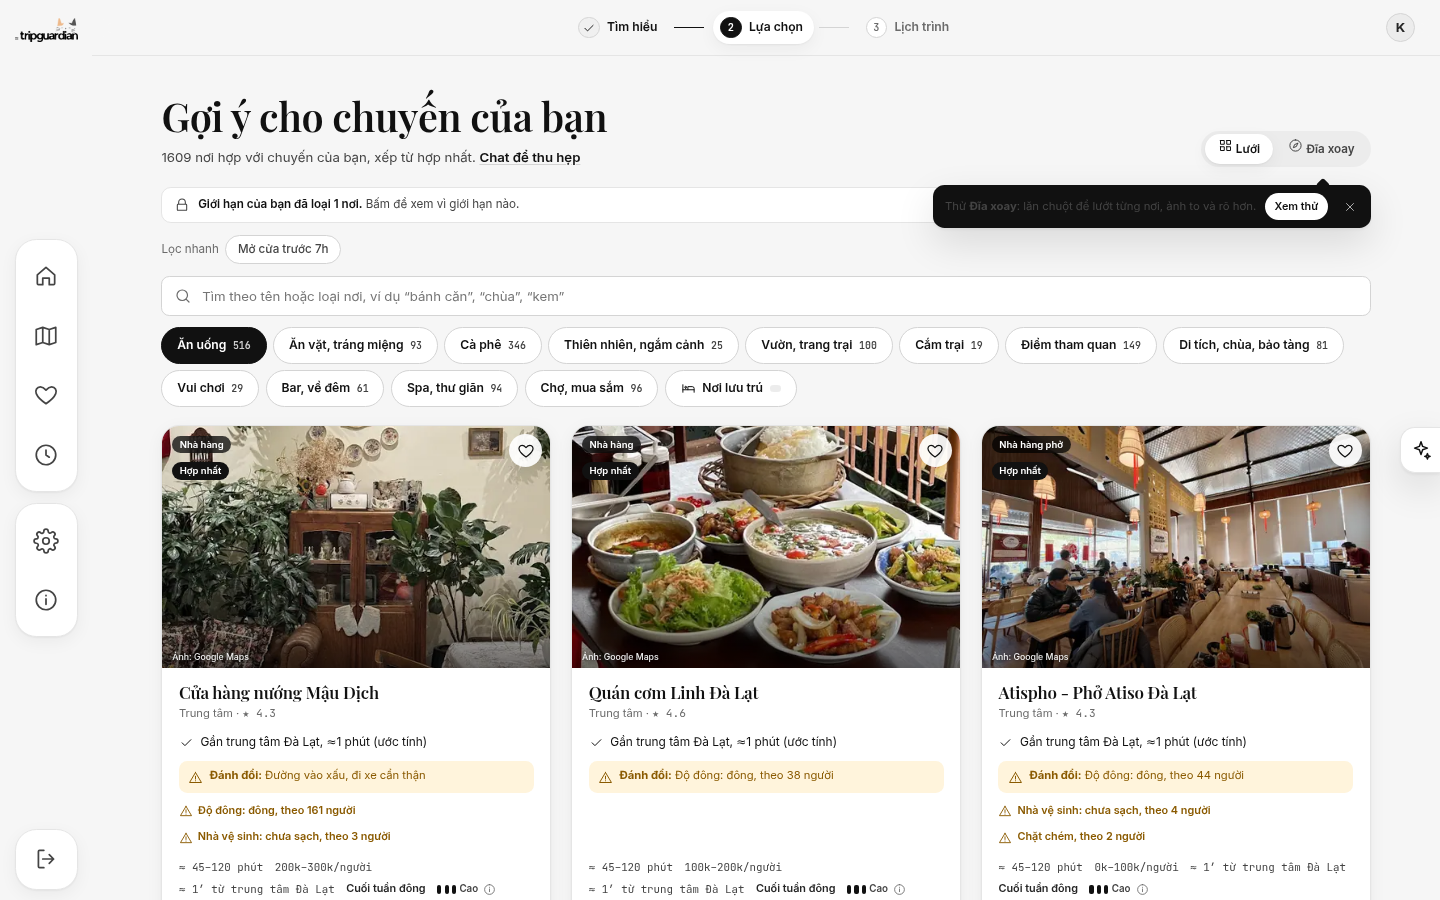 tripguardian
Tìm hiểu
2 Lựa chọn
3 Lịch trình
K
Gợi ý cho chuyến của bạn
1609 nơi hợp với chuyến của bạn, xếp từ hợp nhất. Chat để thu hẹp
Lưới
Đĩa xoay
Giới hạn của bạn đã loại 1 nơi. Bấm để xem vì giới hạn nào.
Thử Đĩa xoay: lăn chuột để lướt từng nơi, ảnh to và rõ hơn.
Xem thử
Lọc nhanh
Mở cửa trước 7h
Tìm theo tên hoặc loại nơi, ví dụ “bánh căn”, “chùa”, “kem”
Ăn uống 516
Ăn vặt, tráng miệng 93
Cà phê 346
Thiên nhiên, ngắm cảnh 25
Vườn, trang trại 100
Cắm trại 19
Điểm tham quan 149
Di tích, chùa, bảo tàng 81
Vui chơi 29
Bar, về đêm 61
Spa, thư giãn 94
Chợ, mua sắm 96
Nơi lưu trú
Nhà hàng
Hợp nhất
Ảnh: Google Maps
Cửa hàng nướng Mậu Dịch
Trung tâm · ★ 4.3
Gần trung tâm Đà Lạt, ≈1 phút (ước tính)
Đánh đổi: Đường vào xấu, đi xe cẩn thận
Độ đông: đông, theo 161 người
Nhà vệ sinh: chưa sạch, theo 3 người
≈ 45–120 phút 200k–300k/người
≈ 1′ từ trung tâm Đà Lạt Cuối tuần đông Cao
Nhà hàng
Hợp nhất
Ảnh: Google Maps
Quán cơm Linh Đà Lạt
Trung tâm · ★ 4.6
Gần trung tâm Đà Lạt, ≈1 phút (ước tính)
Đánh đổi: Độ đông: đông, theo 38 người
≈ 45–120 phút 100k–200k/người
≈ 1′ từ trung tâm Đà Lạt Cuối tuần đông Cao
Nhà hàng phở
Hợp nhất
Ảnh: Google Maps
Atispho - Phở Atiso Đà Lạt
Trung tâm · ★ 4.3
Gần trung tâm Đà Lạt, ≈1 phút (ước tính)
Đánh đổi: Độ đông: đông, theo 44 người
Nhà vệ sinh: chưa sạch, theo 4 người
Chặt chém, theo 2 người
≈ 45–120 phút 0k–100k/người ≈ 1′ từ trung tâm Đà Lạt
Cuối tuần đông Cao